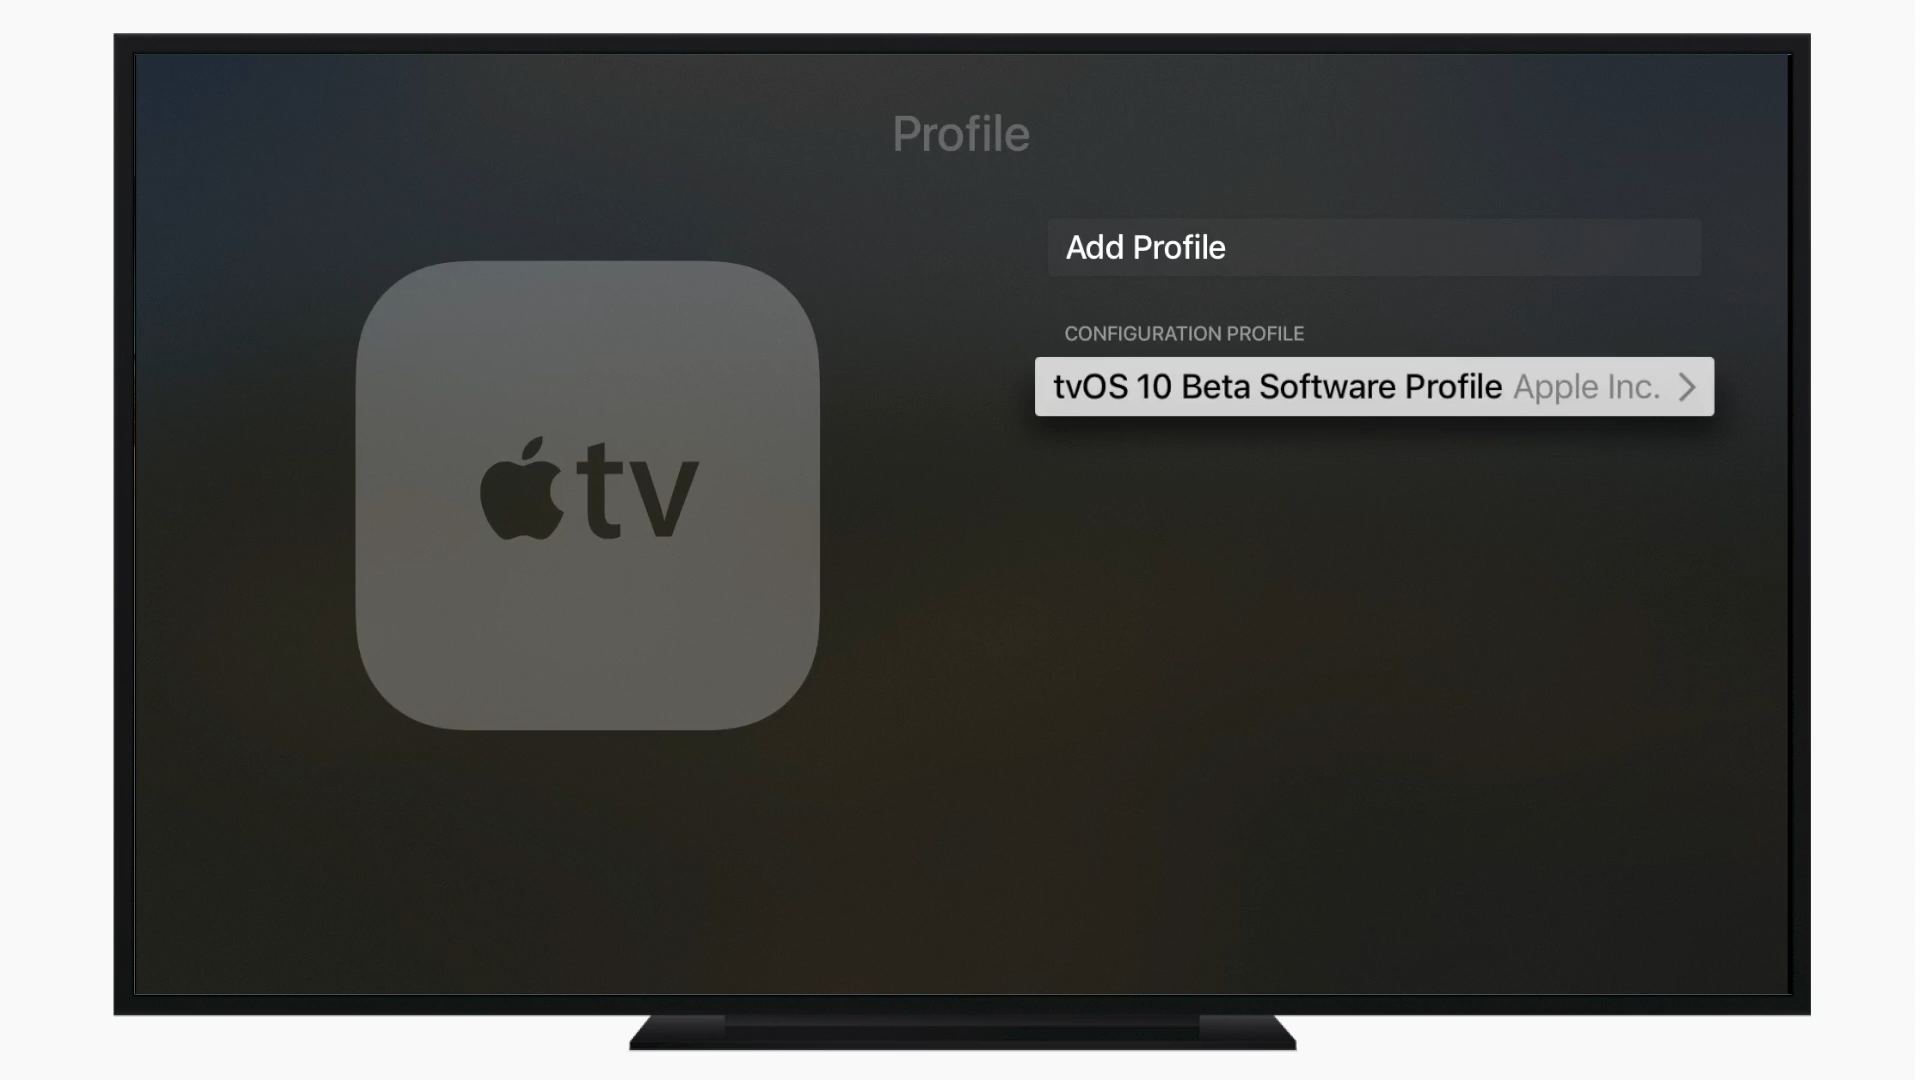 Profile
Add Profile
CONFIGURATION PROFILE
tvOS 10 Beta Software Profile Apple Inc.
tv